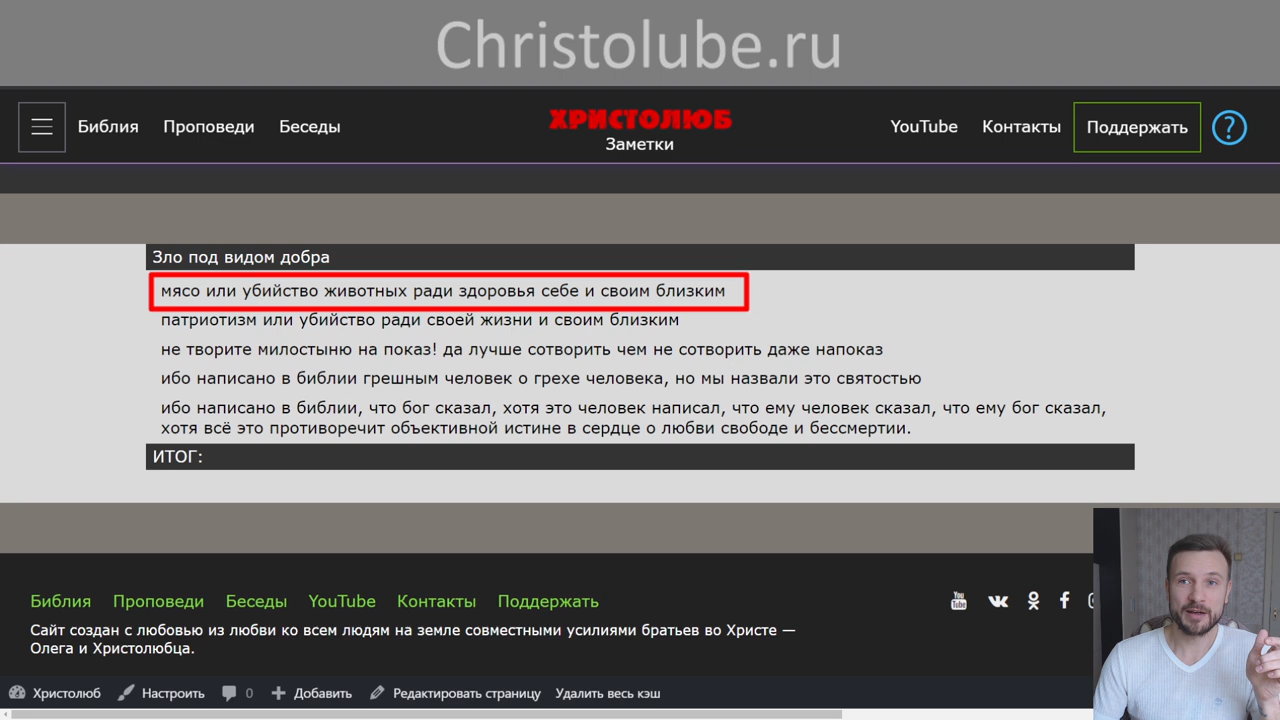 Christolube.ru
Библия Проповеди Беседы
ХРИСТОЛЮБ
Заметки
YouTube Контакты Поддержать ?
Зло под видом добра
мясо или убийство животных ради здоровья себе и своим близким
патриотизм или убийство ради своей жизни и своим близким
не творите милостыню на показ! да лучше сотворить чем не сотворить даже напоказ
ибо написано в библии грешным человек о грехе человека, но мы назвали это святостью
ибо написано в библии, что бог сказал, хотя это человек написал, что ему человек сказал, что ему бог сказал,
хотя всё это противоречит объективной истине в сердце о любви свободе и бессмертии.
ИТОГ:
Библия Проповеди Беседы YouTube Контакты Поддержать
You Tube
Сайт создан с любовью из любви ко всем людям на земле совместными усилиями братьев во Христе —
Олега и Христолюбца.
Христолюб Настроить 0 Добавить Редактировать страницу Удалить весь кэш